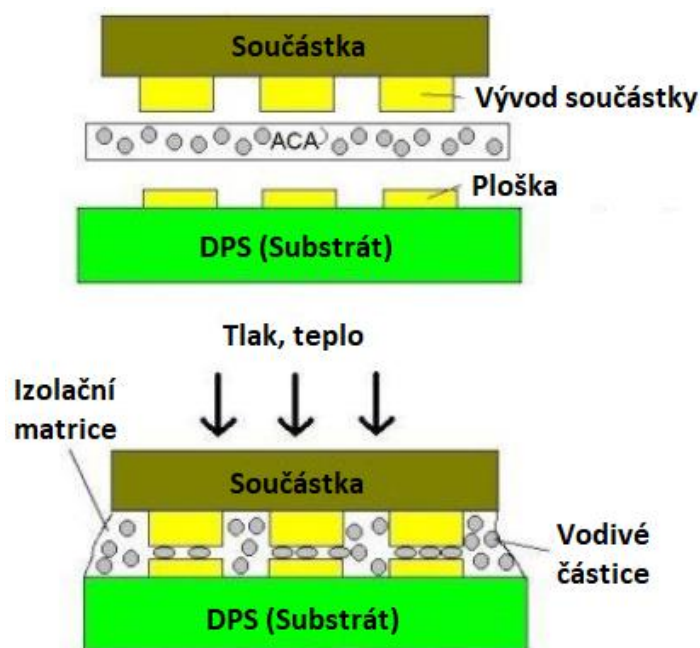 Součástka
Vývod součástky
ACA
Ploška
DPS (Substrát)
Tlak, teplo
Izolační
matrice
Součástka
Vodivé
částice
DPS (Substrát)